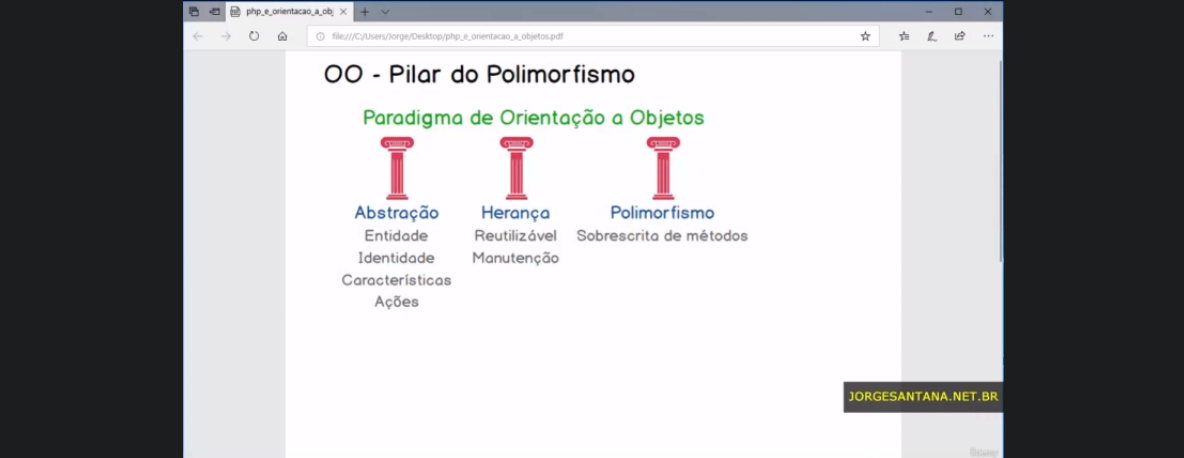 php_e_orientacao_a_obj
file:///C:/Users/Jorge/Desktop/php_e_orientacao_a_objetos.pdf
OO - Pilar do Polimorfismo
Paradigma de Orientação a Objetos
Abstração Herança Polimorfismo
Entidade Reutilizável Sobrescrita de métodos
Identidade Manutenção
Características
Ações
JORGESANTANA.NET.BR
Udemy